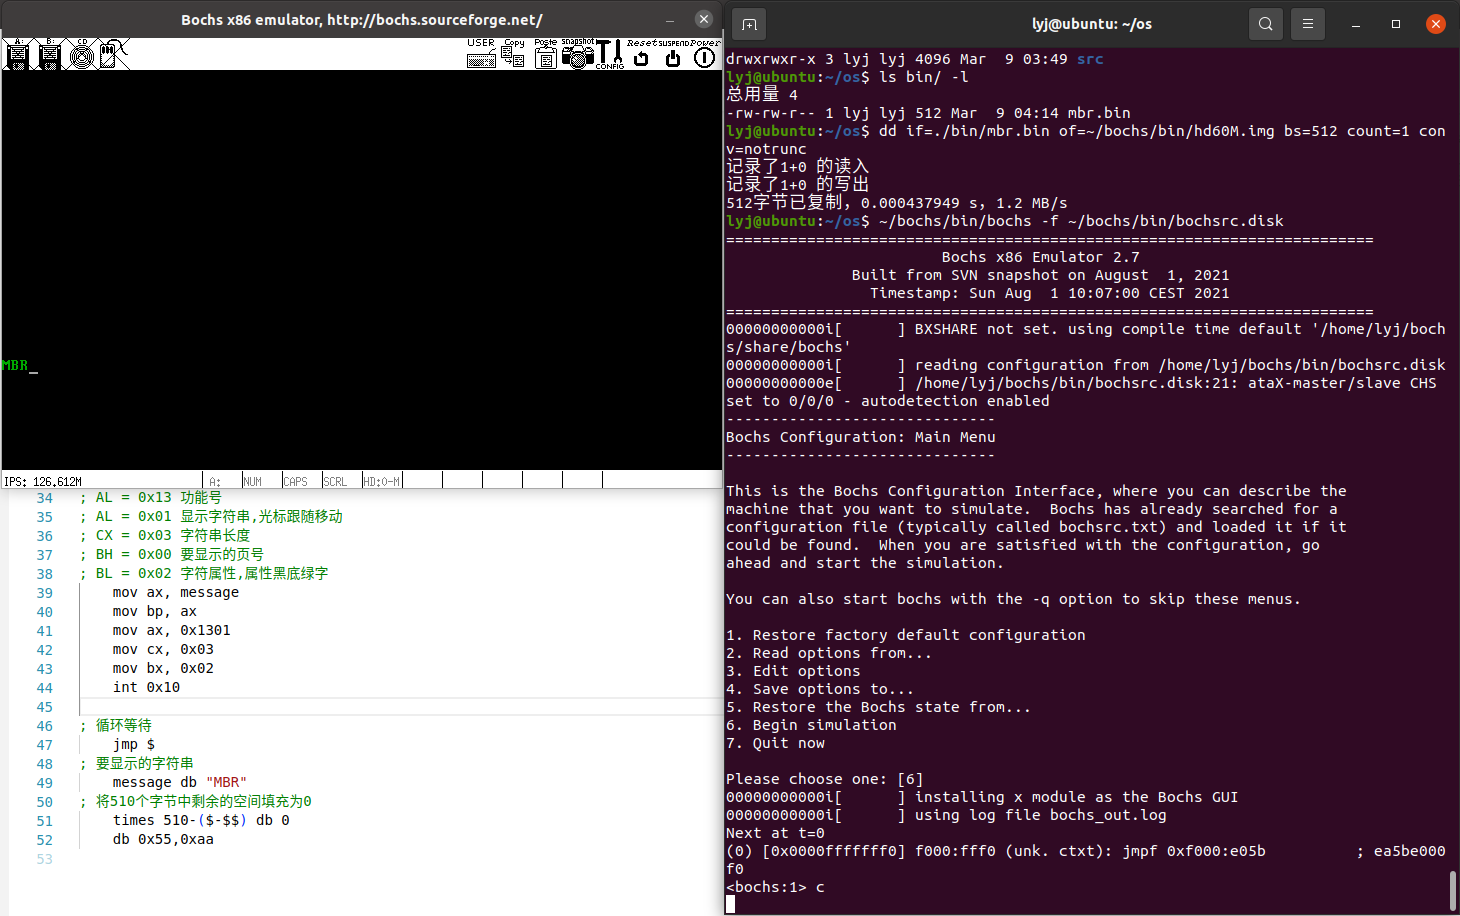 Bochs x86 emulator, http://bochs.sourceforge.net/
A: B: CD USER Copy Paste snapshot CONFIG Reset SUSPEND Power
MBR_
IPS: 126.612M A: NUM CAPS SCRL HD:0-M
34 ; AL = 0x13 功能号
35 ; AL = 0x01 显示字符串,光标跟随移动
36 ; CX = 0x03 字符串长度
37 ; BH = 0x00 要显示的页号
38 ; BL = 0x02 字符属性,属性黑底绿字
39 mov ax, message
40 mov bp, ax
41 mov ax, 0x1301
42 mov cx, 0x03
43 mov bx, 0x02
44 int 0x10
45
46 ; 循环等待
47 jmp $
48 ; 要显示的字符串
49 message db "MBR"
50 ; 将510个字节中剩余的空间填充为0
51 times 510-($-$$) db 0
52 db 0x55,0xaa
53
lyj@ubuntu: ~/os
drwxrwxr-x 3 lyj lyj 4096 Mar  9 03:49 src
lyj@ubuntu:~/os$ ls bin/ -l
总用量 4
-rw-rw-r-- 1 lyj lyj 512 Mar  9 04:14 mbr.bin
lyj@ubuntu:~/os$ dd if=./bin/mbr.bin of=~/bochs/bin/hd60M.img bs=512 count=1 con
v=notrunc
记录了1+0 的读入
记录了1+0 的写出
512字节已复制，0.000437949 s，1.2 MB/s
lyj@ubuntu:~/os$ ~/bochs/bin/bochs -f ~/bochs/bin/bochsrc.disk
========================================================================
Bochs x86 Emulator 2.7
Built from SVN snapshot on August  1, 2021
Timestamp: Sun Aug  1 10:07:00 CEST 2021
========================================================================
00000000000i[      ] BXSHARE not set. using compile time default '/home/lyj/boch
s/share/bochs'
00000000000i[      ] reading configuration from /home/lyj/bochs/bin/bochsrc.disk
00000000000e[      ] /home/lyj/bochs/bin/bochsrc.disk:21: ataX-master/slave CHS
set to 0/0/0 - autodetection enabled
------------------------------
Bochs Configuration: Main Menu
------------------------------
This is the Bochs Configuration Interface, where you can describe the
machine that you want to simulate.  Bochs has already searched for a
configuration file (typically called bochsrc.txt) and loaded it if it
could be found.  When you are satisfied with the configuration, go
ahead and start the simulation.
You can also start bochs with the -q option to skip these menus.
1. Restore factory default configuration
2. Read options from...
3. Edit options
4. Save options to...
5. Restore the Bochs state from...
6. Begin simulation
7. Quit now
Please choose one: [6]
00000000000i[      ] installing x module as the Bochs GUI
00000000000i[      ] using log file bochs_out.log
Next at t=0
(0) [0x0000fffffff0] f000:fff0 (unk. ctxt): jmpf 0xf000:e05b          ; ea5be000
f0
<bochs:1> c